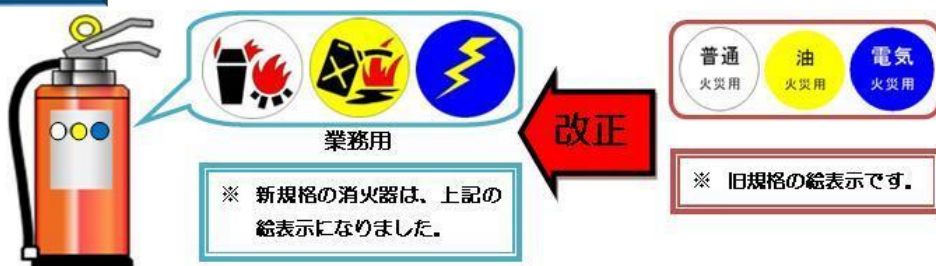 業務用
※ 新規格の消火器は、上記の
絵表示になりました。
改正
普通
火災用
油
火災用
電気
火災用
※ 旧規格の絵表示です。